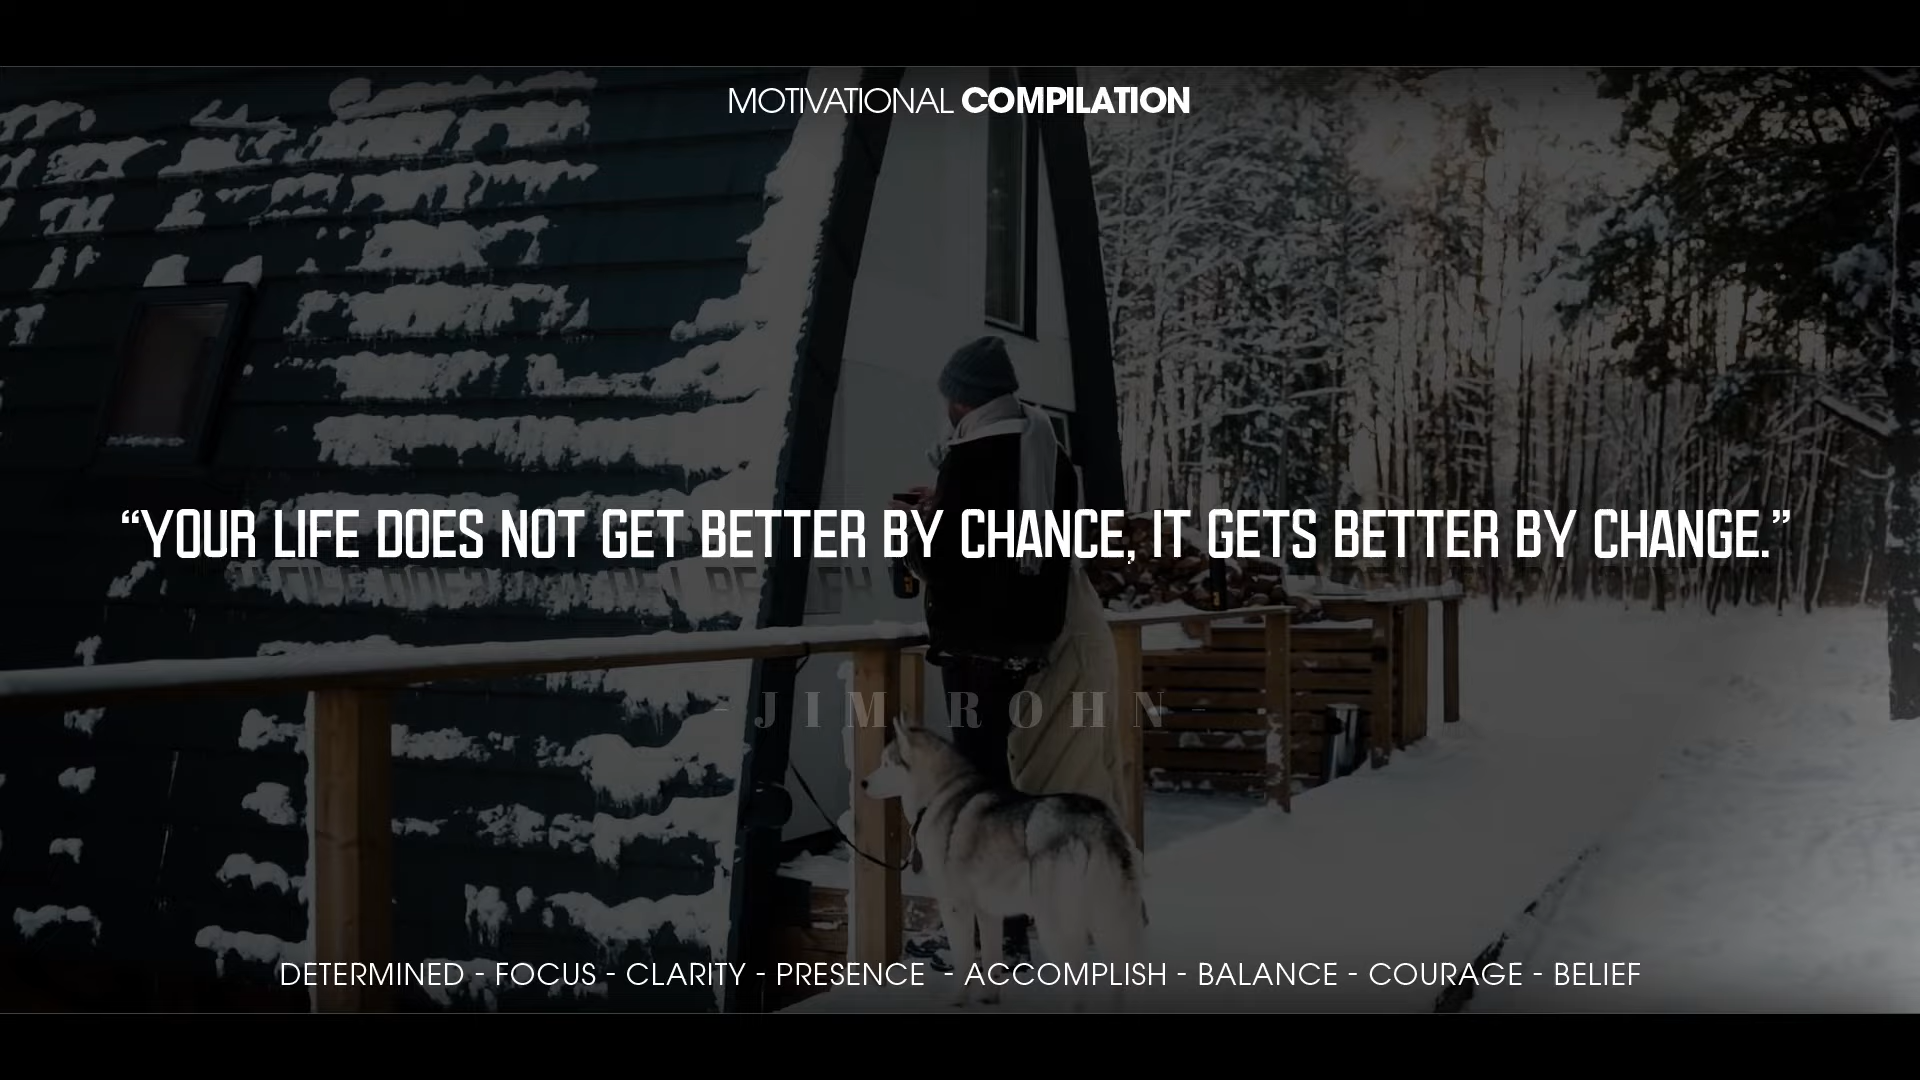 MOTIVATIONAL COMPILATION
“YOUR LIFE DOES NOT GET BETTER BY CHANCE, IT GETS BETTER BY CHANGE.”
- JIM ROHN -
DETERMINED - FOCUS - CLARITY - PRESENCE - ACCOMPLISH - BALANCE - COURAGE - BELIEF